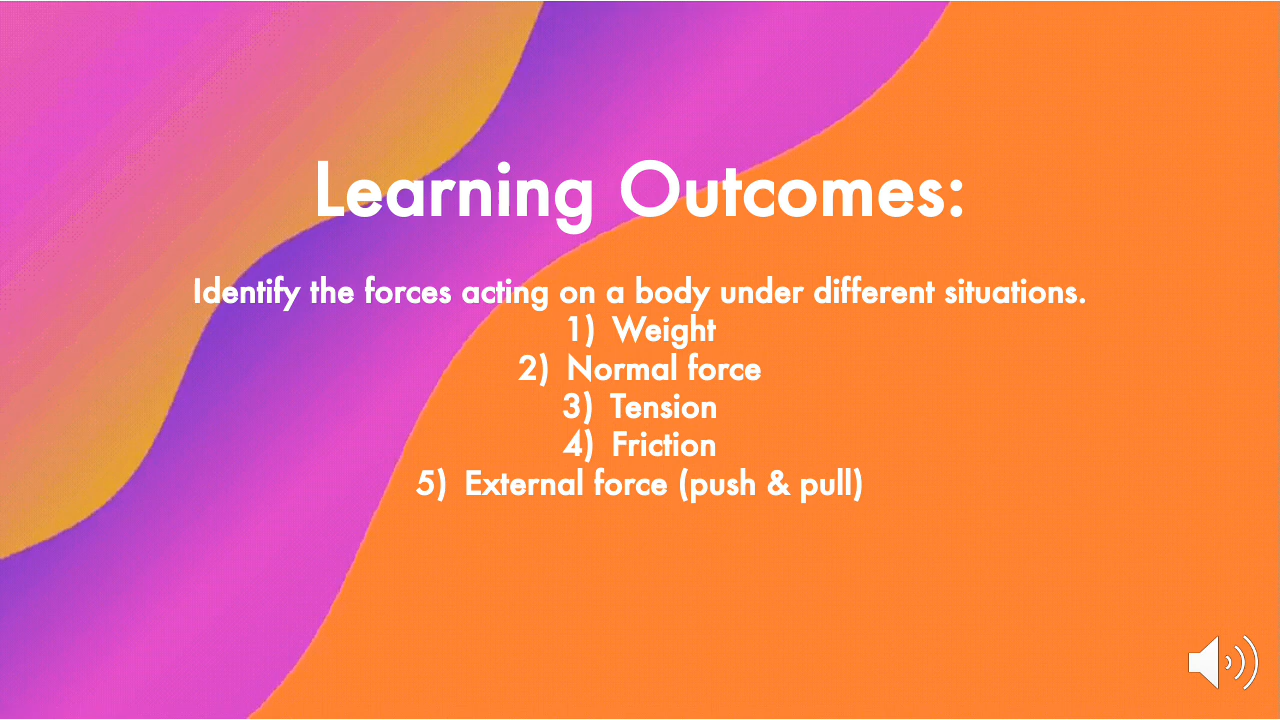 Learning Outcomes:
Identify the forces acting on a body under different situations.
1) Weight
2) Normal force
3) Tension
4) Friction
5) External force (push & pull)